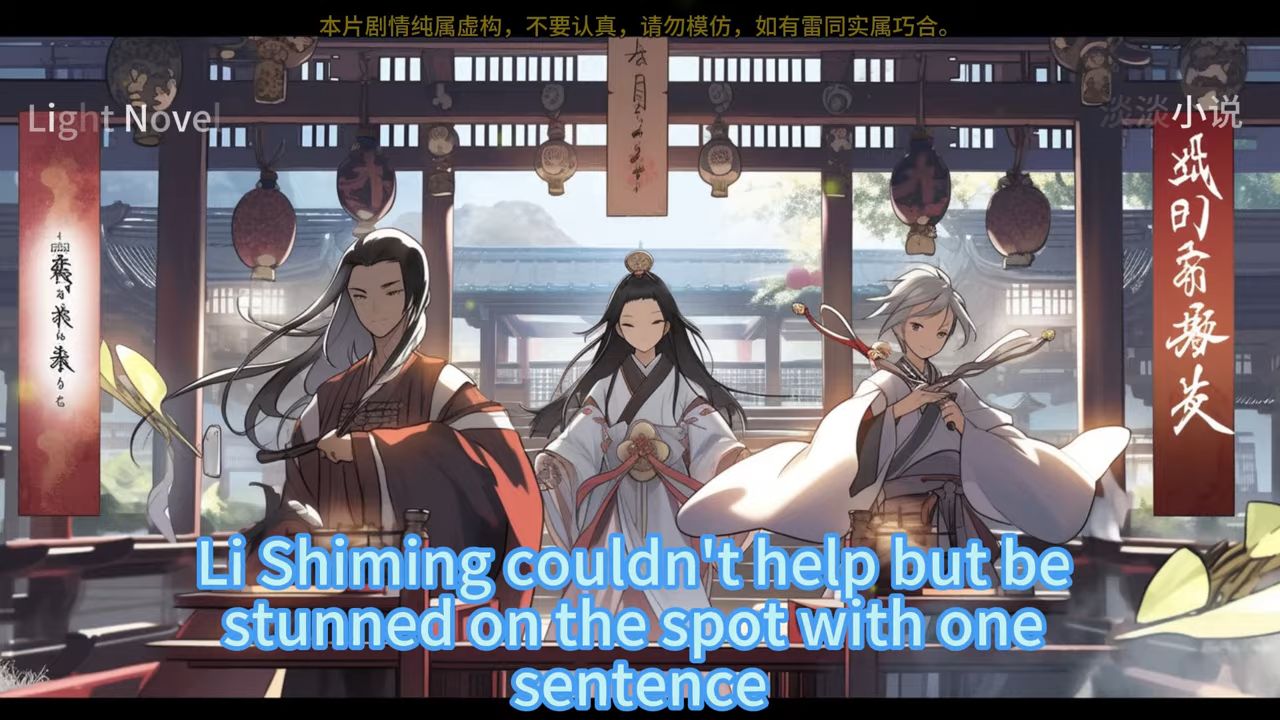 本片剧情纯属虚构，不要认真，请勿模仿，如有雷同实属巧合。
Light Novel
淡淡小说
Li Shiming couldn't help but be
stunned on the spot with one
sentence